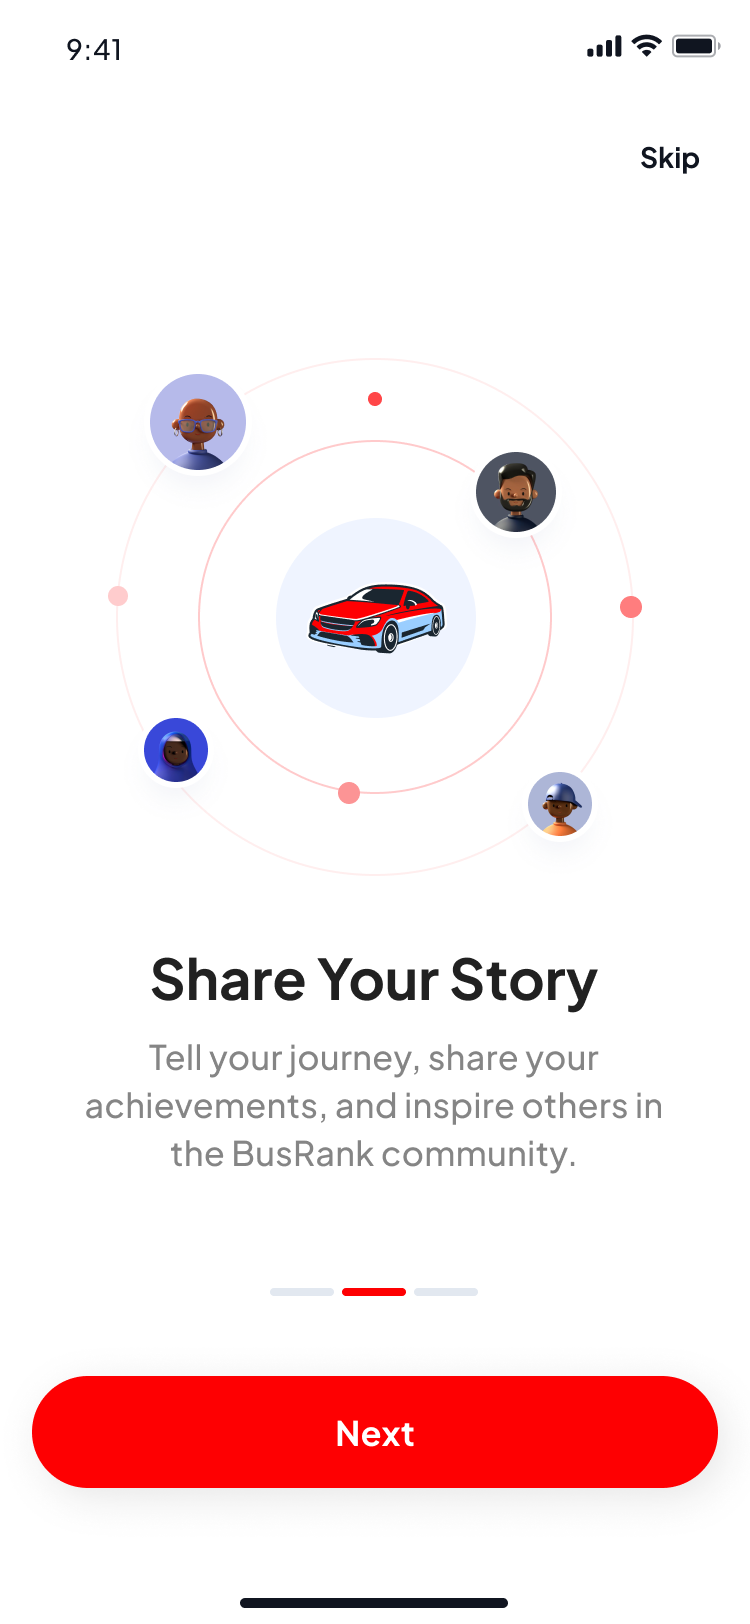 9:41
Skip
Share Your Story
Tell your journey, share your
achievements, and inspire others in
the BusRank community.
Next